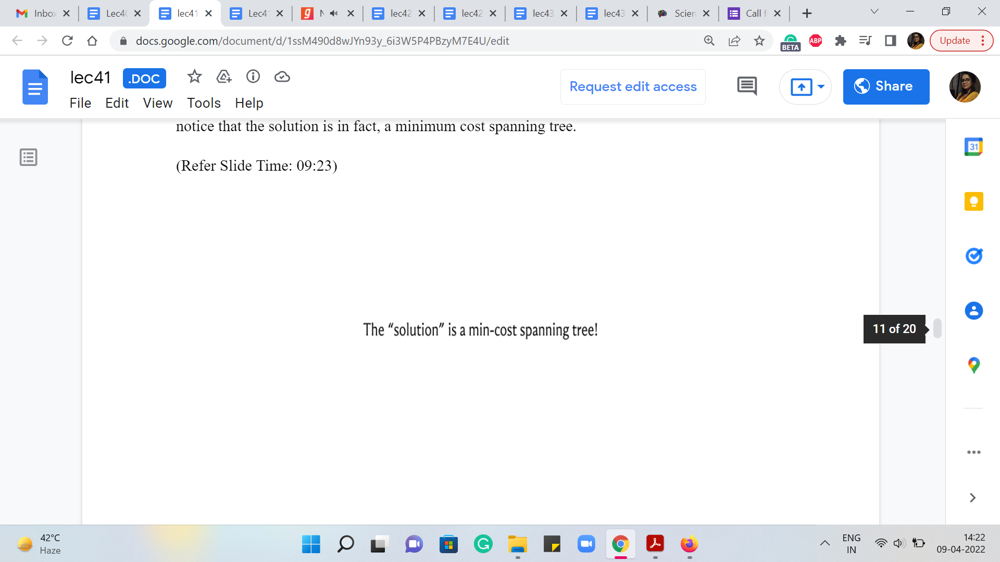 Inbox
Lec40
lec41
Lec41
N
lec42
lec42
lec43
lec43
Scien
Call f
docs.google.com/document/d/1ssM490d8wJYn93y_6i3W5P4PBzyM7E4U/edit
BETA
ABP
Update
lec41
.DOC
File Edit View Tools Help
Request edit access
Share
31
notice that the solution is in fact, a minimum cost spanning tree.
(Refer Slide Time: 09:23)
The “solution” is a min-cost spanning tree!
11 of 20
42°C
Haze
ENG
IN
14:22
09-04-2022